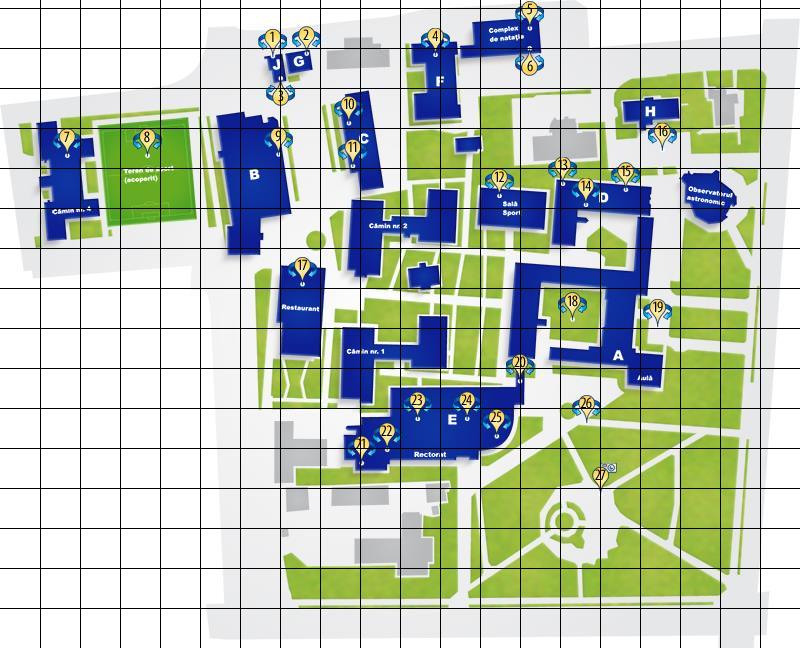 5
1
2
4
Complex
de natație
J
G
6
3
F
10
H
7
8
9
C
16
11
Teren de sport
(acoperit)
B
13
15
12
14
D
Observatorul
astronomic
Cămin nr. 4
Sală
Sport
Cămin nr. 2
17
18
19
Restaurant
Cămin nr. 1
A
20
Aulă
23
24
26
25
E
22
21
Rectorat
27